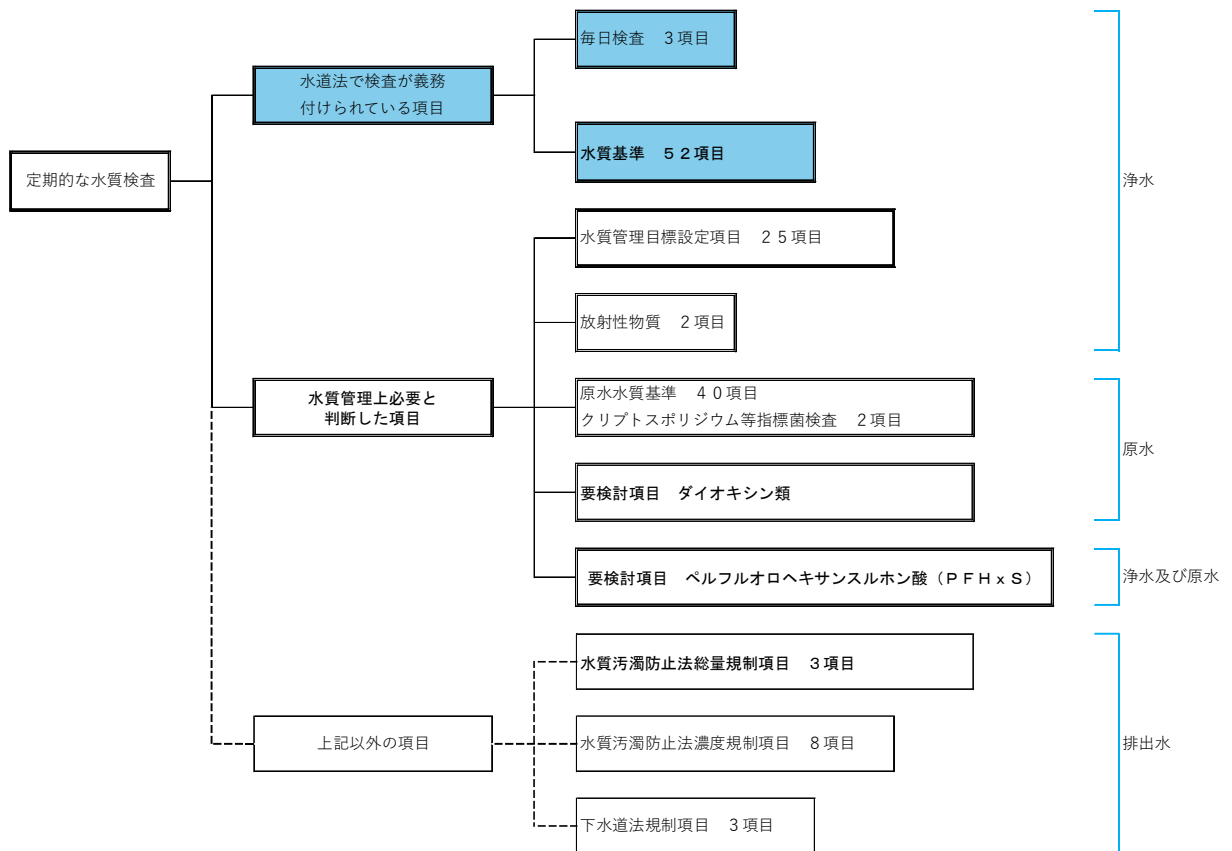 毎日検査　３項目
水道法で検査が義務
付けられている項目
水質基準　５２項目
定期的な水質検査
浄水
水質管理目標設定項目　２５項目
放射性物質　２項目
水質管理上必要と
判断した項目
原水水質基準　４０項目
クリプトスポリジウム等指標菌検査　２項目
原水
要検討項目　ダイオキシン類
要検討項目　ペルフルオロヘキサンスルホン酸（ＰＦＨｘＳ）
浄水及び原水
水質汚濁防止法総量規制項目　３項目
上記以外の項目
水質汚濁防止法濃度規制項目　８項目
排出水
下水道法規制項目　３項目